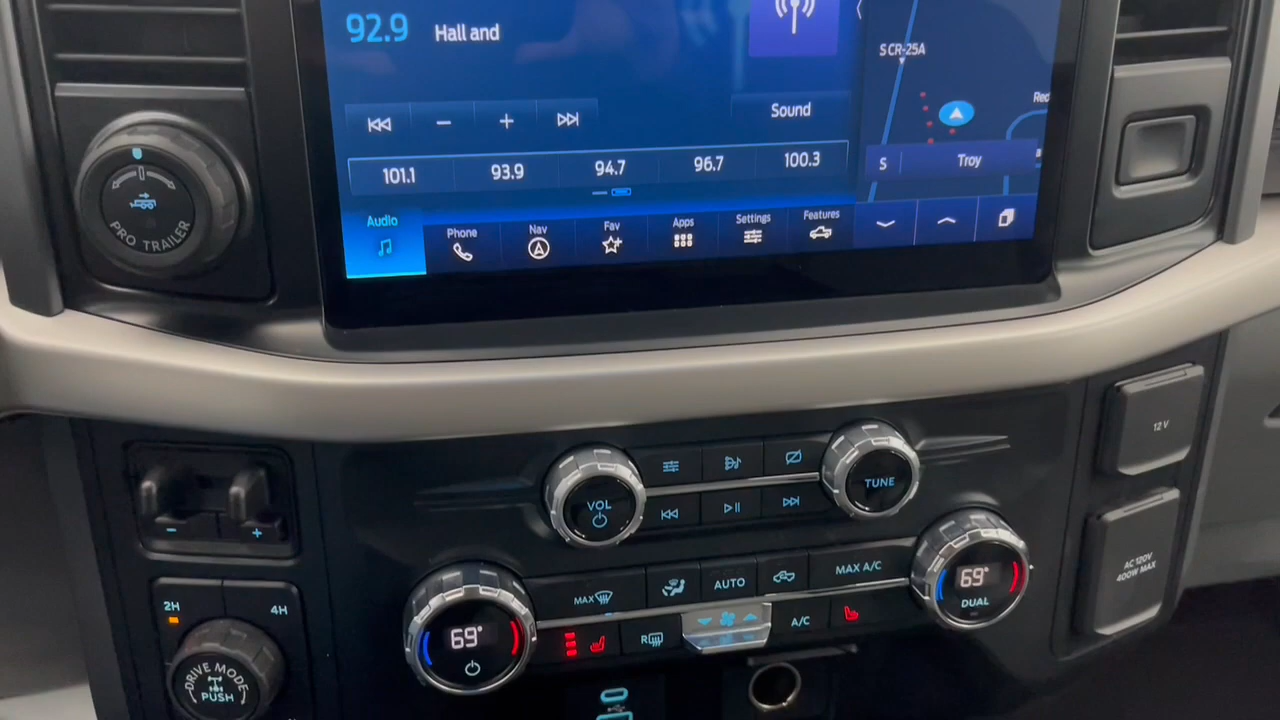 92.9
Hall and
S CR-25A
Sound
Red
101.1
93.9
94.7
96.7
100.3
S
Troy
Audio
Phone
Nav
Fav
Apps
Settings
Features
PRO TRAILER
VOL
TUNE
12 V
AC 120V
400W MAX
MAX
AUTO
MAX A/C
69°
DUAL
69°
R
A/C
2H
4H
DRIVE MODE
PUSH